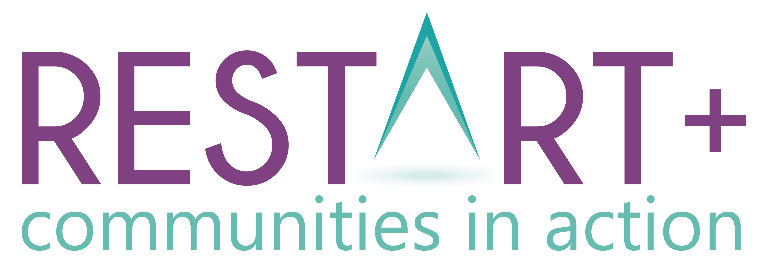 RESTART+
communities in action